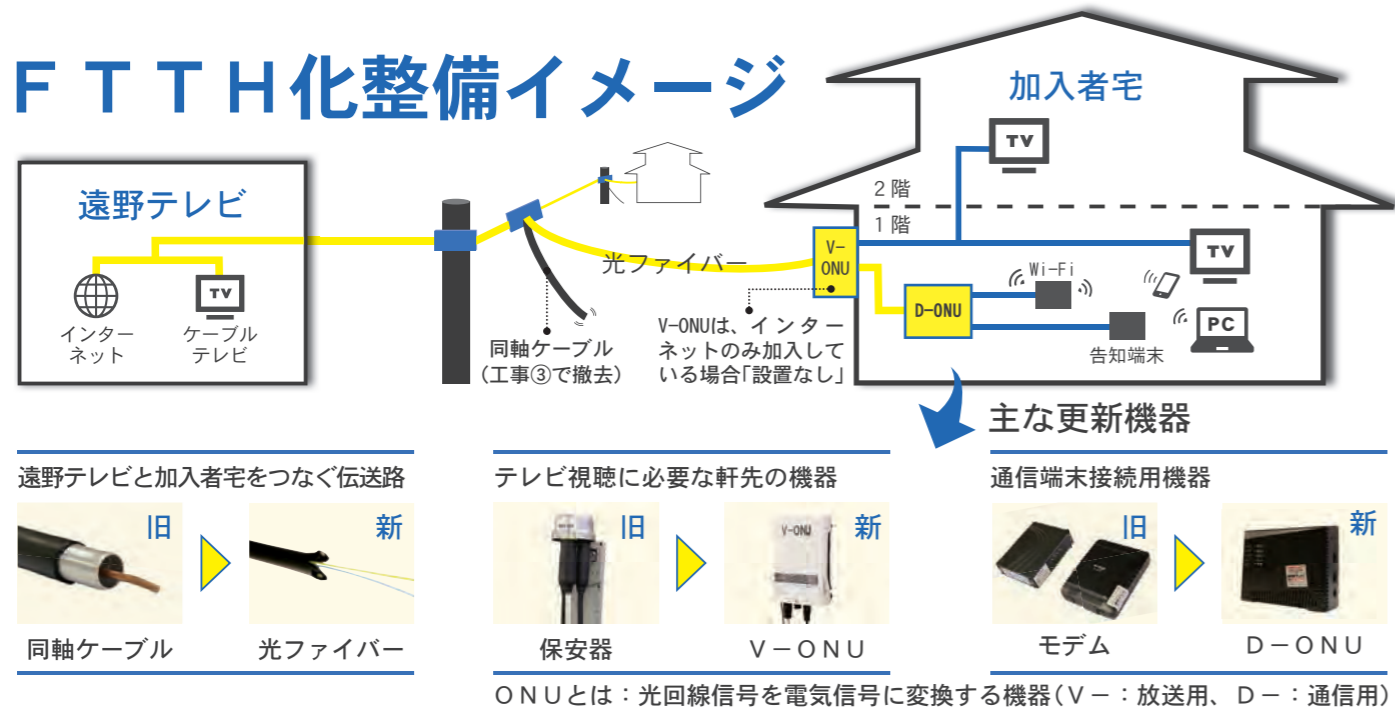 ＦＴＴＨ化整備イメージ
加入者宅
TV
遠野テレビ
2階
1階
TV
インター
ネット
ケーブル
テレビ
光ファイバー
V-
ONU
TV
Wi-Fi
D-ONU
PC
告知端末
同軸ケーブル
（工事③で撤去）
V-ONUは、インター
ネットのみ加入して
いる場合「設置なし」
主な更新機器
遠野テレビと加入者宅をつなぐ伝送路
旧
新
同軸ケーブル
光ファイバー
テレビ視聴に必要な軒先の機器
旧
V-ONU
新
保安器
Ｖ－ＯＮＵ
通信端末接続用機器
旧
新
モデム
Ｄ－ＯＮＵ
ＯＮＵとは：光回線信号を電気信号に変換する機器（Ｖ－：放送用、Ｄ－：通信用）